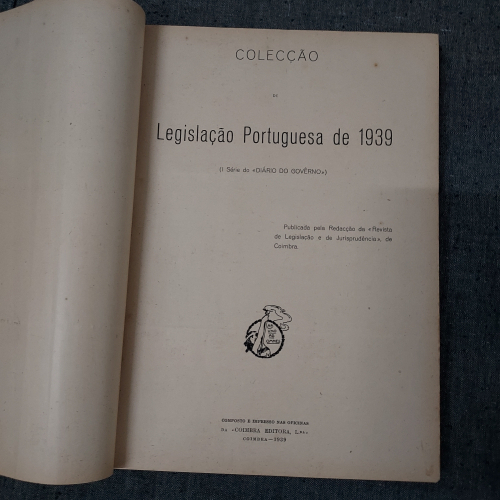 COLECÇÃO
DE
Legislação Portuguesa de 1939
(I Série do «DIÁRIO DO GOVÊRNO»)
Publicada pela Redacção da «Revista
de Legislação e de Jurisprudência», de
Coimbra.
COMPOSTO E IMPRESSO NAS OFICINAS
DA «COIMBRA EDITORA, L.DA»
COIMBRA—1939